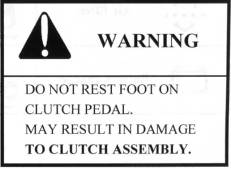 WARNING
DO NOT REST FOOT ON
CLUTCH PEDAL.
MAY RESULT IN DAMAGE
TO CLUTCH ASSEMBLY.